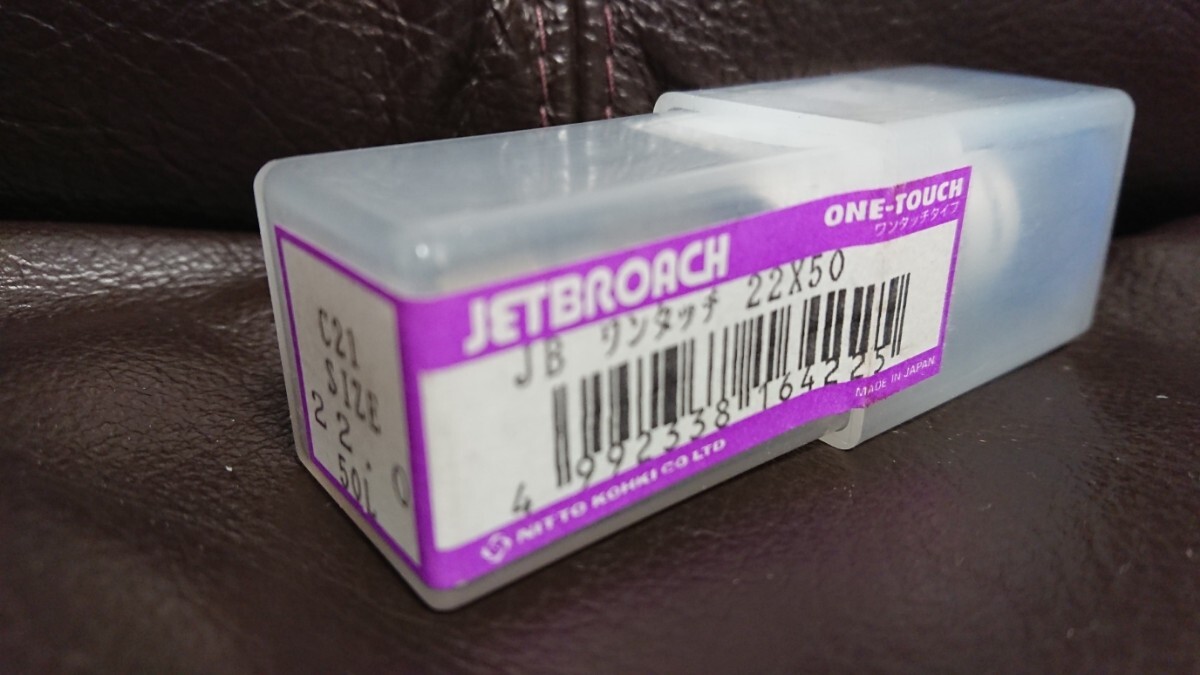 C21
SIZE
22.0
50L
JETBROACH
ONE-TOUCH
ワンタッチタイプ
JB ワンタッチ 22X50
4 992338 164225
MADE IN JAPAN
NITTO KOHKI CO LTD